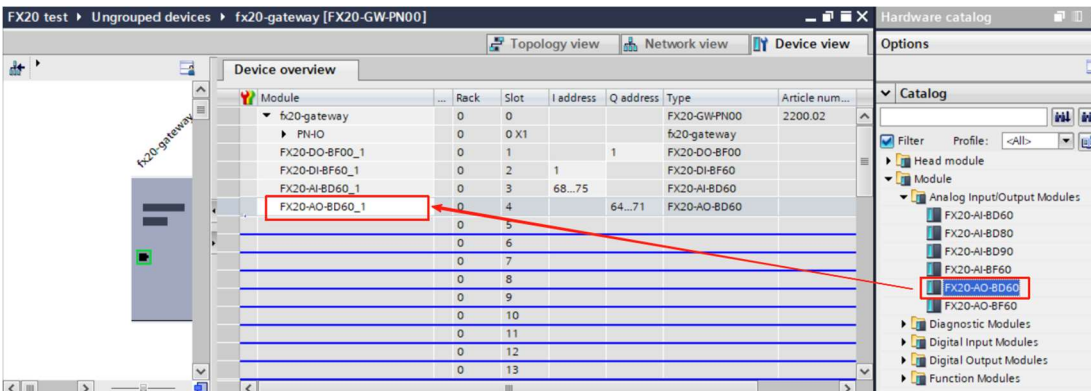 FX20 test ▸ Ungrouped devices ▸ fx20-gateway [FX20-GW-PN00]
Topology view Network view Device view
Device overview
Module ... Rack Slot I address Q address Type Article num...
fx20-gateway 0 0 FX20-GW-PN00 2200.02
PN-IO 0 0 X1 fx20-gateway
FX20-DO-BF00_1 0 1 1 FX20-DO-BF00
FX20-DI-BF60_1 0 2 1 FX20-DI-BF60
FX20-AI-BD60_1 0 3 68...75 FX20-AI-BD60
FX20-AO-BD60_1 0 4 64...71 FX20-AO-BD60
0 5
0 6
0 7
0 8
0 9
0 10
0 11
0 12
0 13
fx20-gateway
Hardware catalog
Options
Catalog
Filter Profile: <All>
Head module
Module
Analog Input/Output Modules
FX20-AI-BD60
FX20-AI-BD80
FX20-AI-BD90
FX20-AI-BF60
FX20-AO-BD60
FX20-AO-BF60
Diagnostic Modules
Digital Input Modules
Digital Output Modules
Function Modules